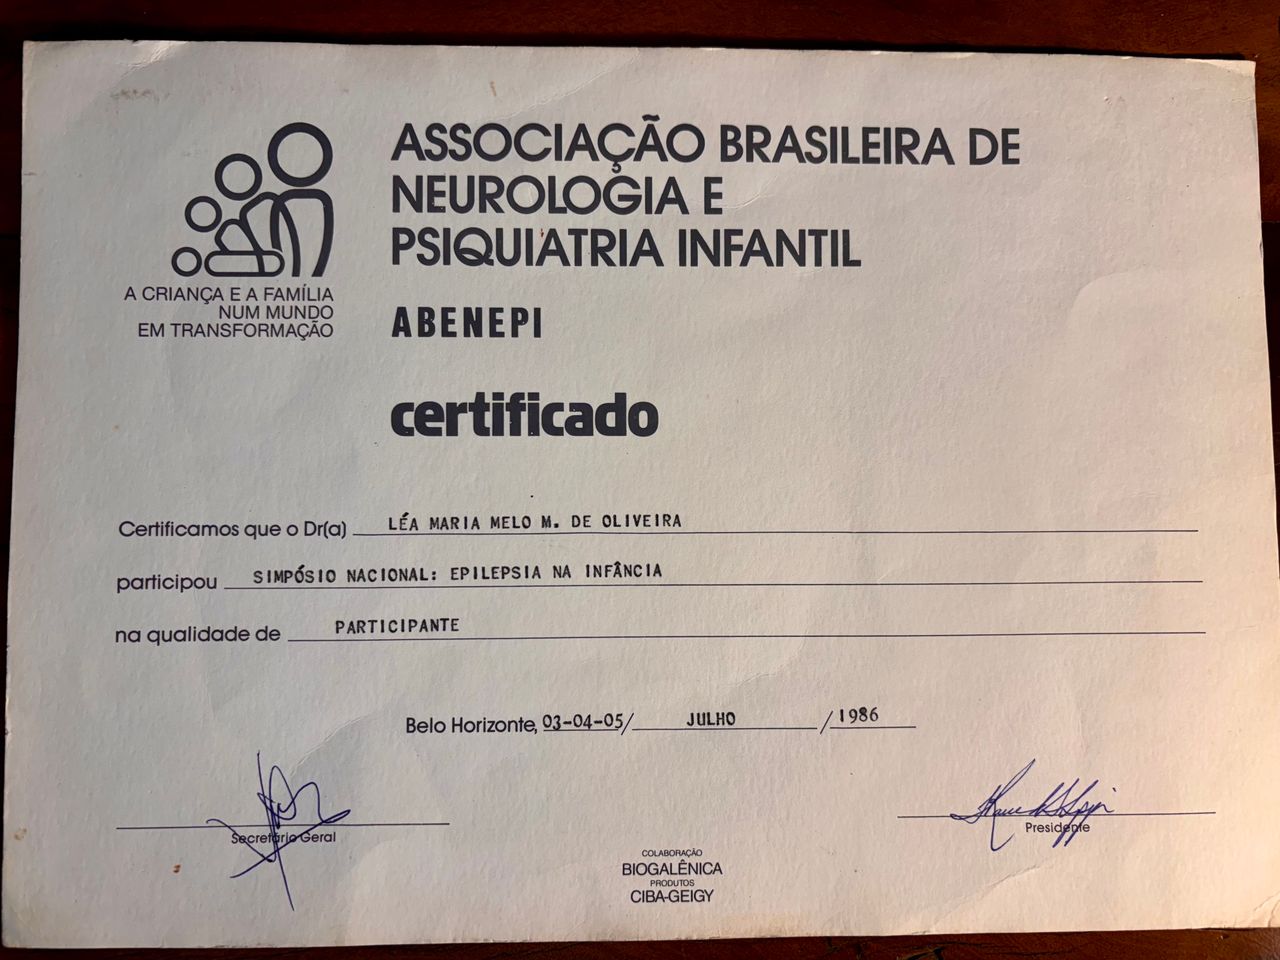 ASSOCIAÇÃO BRASILEIRA DE
NEUROLOGIA E
PSIQUIATRIA INFANTIL
A CRIANÇA E A FAMÍLIA
NUM MUNDO
EM TRANSFORMAÇÃO
ABENEPI
certificado
Certificamos que o Dr(a) LÉA MARIA MELO M. DE OLIVEIRA
participou SIMPÓSIO NACIONAL: EPILEPSIA NA INFÂNCIA
na qualidade de PARTICIPANTE
Belo Horizonte, 03-04-05/ JULHO /1986
Secretário Geral
Presidente
COLABORAÇÃO
BIOGALÊNICA
PRODUTOS
CIBA-GEIGY